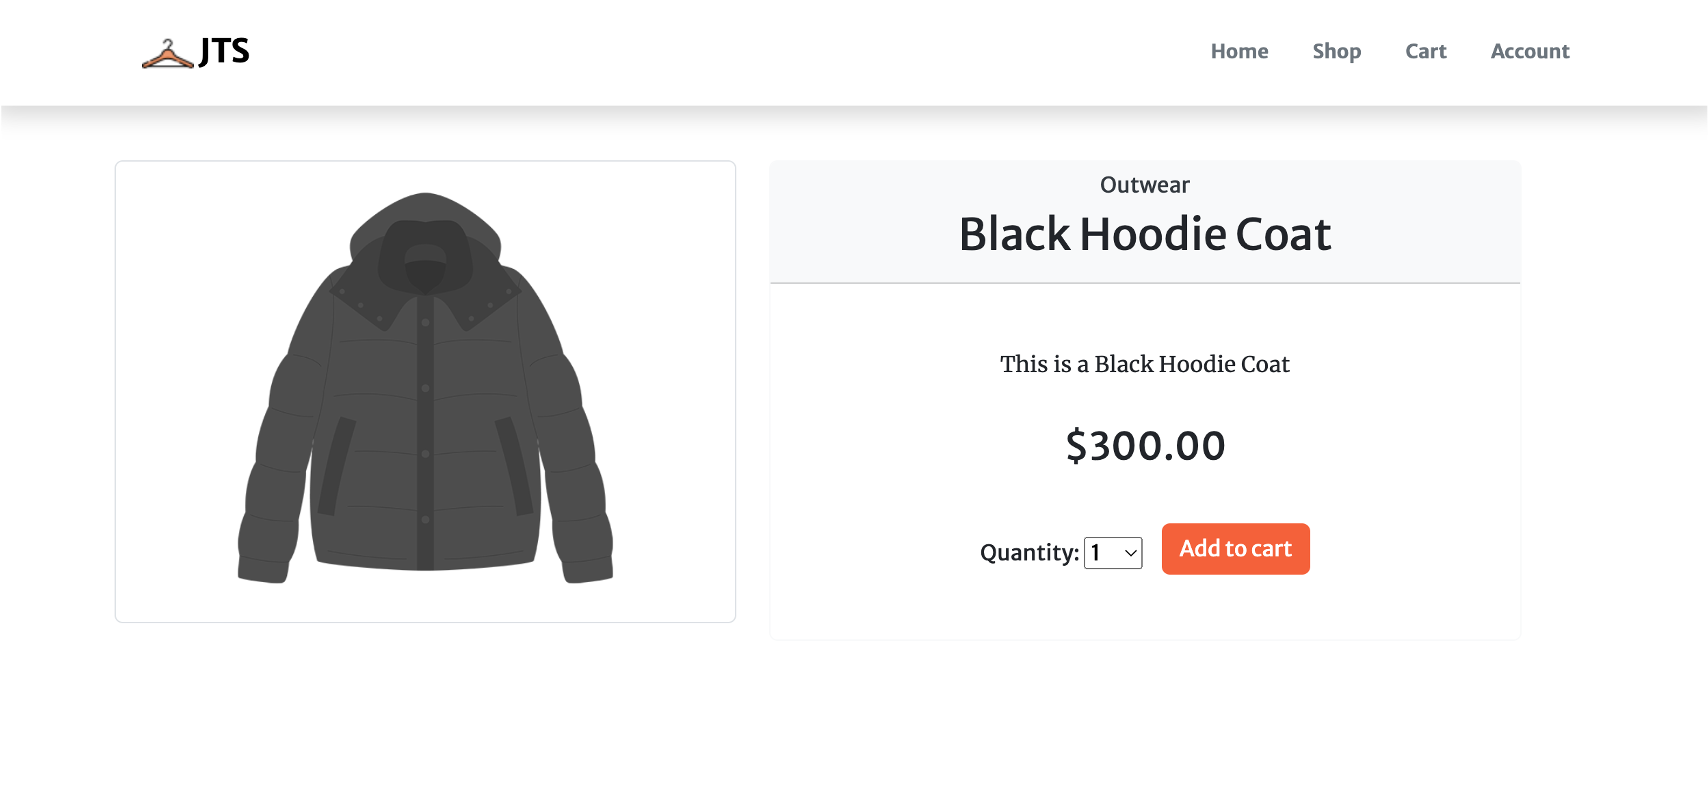 JTS
Home Shop Cart Account
Outwear
Black Hoodie Coat
This is a Black Hoodie Coat
$300.00
Quantity: 1 Add to cart